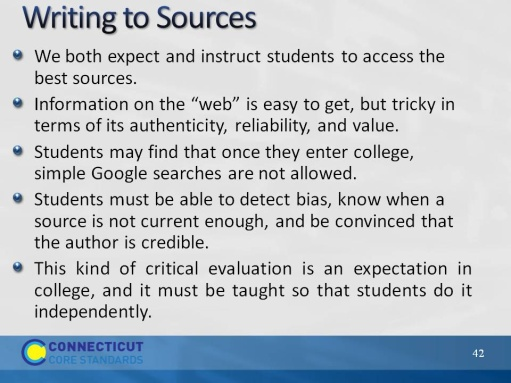 Writing to Sources
We both expect and instruct students to access the
best sources.
Information on the “web” is easy to get, but tricky in
terms of its authenticity, reliability, and value.
Students may find that once they enter college,
simple Google searches are not allowed.
Students must be able to detect bias, know when a
source is not current enough, and be convinced that
the author is credible.
This kind of critical evaluation is an expectation in
college, and it must be taught so that students do it
independently.
CONNECTICUT
CORE STANDARDS
42